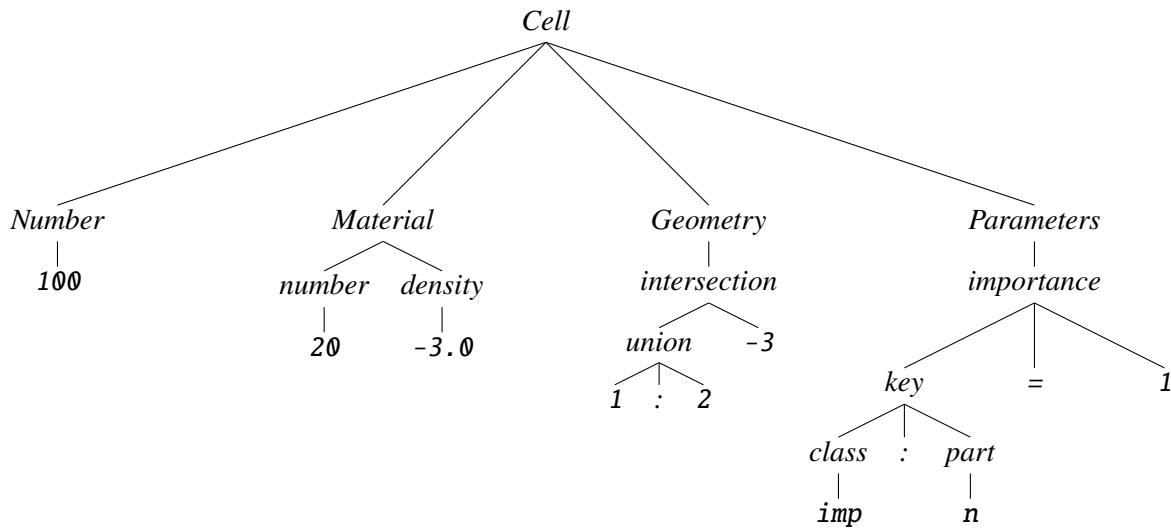 Cell
Number Material Geometry Parameters
100 number density intersection importance
20 -3.0 union -3
key = 1
1 : 2
class : part
imp n